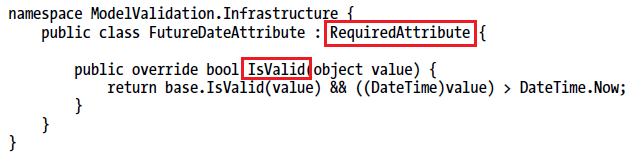 namespace ModelValidation.Infrastructure {
    public class FutureDateAttribute : RequiredAttribute {
        public override bool IsValid(object value) {
            return base.IsValid(value) && ((DateTime)value) > DateTime.Now;
        }
    }
}